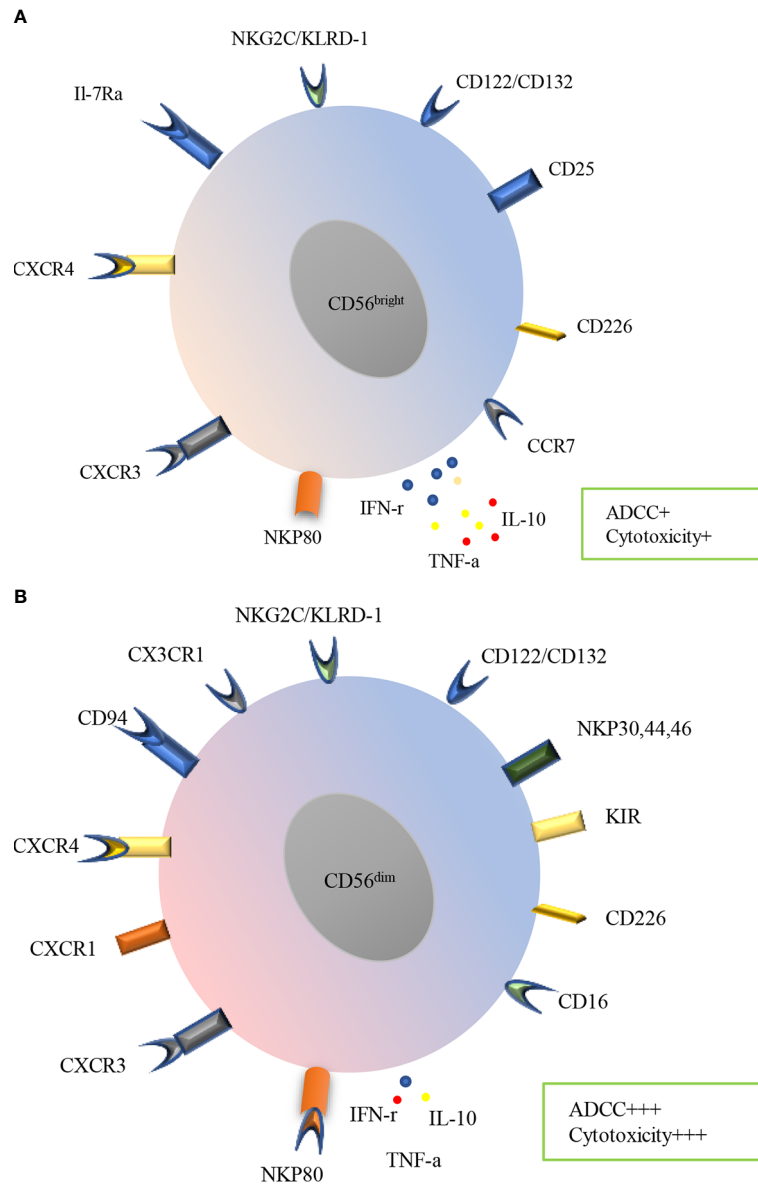 A
NKG2C/KLRD-1
CD122/CD132
Il-7Ra
CD25
CXCR4
CD56bright
CD226
CCR7
CXCR3
IFN-r
IL-10
NKP80
TNF-a
ADCC+
Cytotoxicity+
B
NKG2C/KLRD-1
CX3CR1
CD122/CD132
CD94
NKP30,44,46
KIR
CXCR4
CD56dim
CD226
CXCR1
CD16
CXCR3
IFN-r
IL-10
NKP80
TNF-a
ADCC+++
Cytotoxicity+++